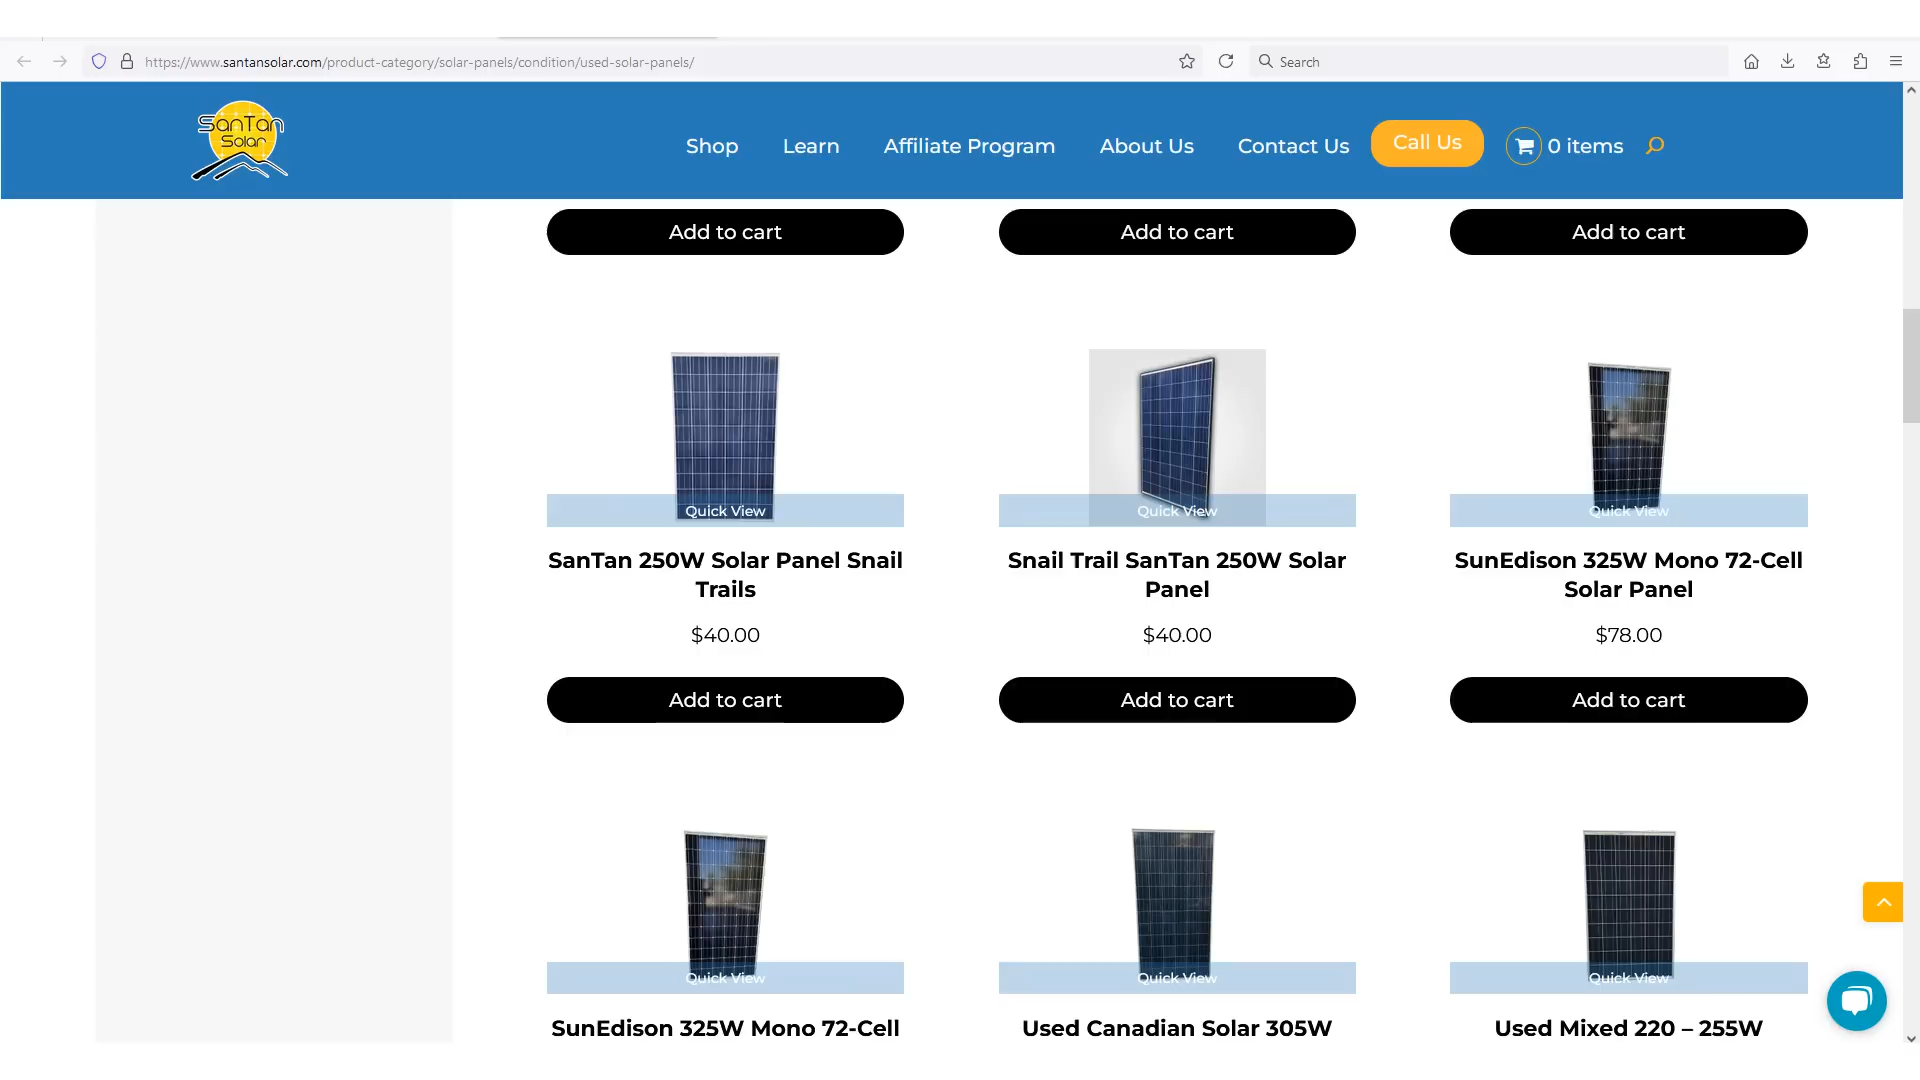 https://www.santansolar.com/product-category/solar-panels/condition/used-solar-panels/
Search
SanTan
Solar
Shop
Learn
Affiliate Program
About Us
Contact Us
Call Us
0 items
Add to cart
Add to cart
Add to cart
Quick View
Quick View
Quick View
SanTan 250W Solar Panel Snail
Trails
Snail Trail SanTan 250W Solar
Panel
SunEdison 325W Mono 72-Cell
Solar Panel
$40.00
$40.00
$78.00
Add to cart
Add to cart
Add to cart
Quick View
Quick View
Quick View
SunEdison 325W Mono 72-Cell
Used Canadian Solar 305W
Used Mixed 220 – 255W